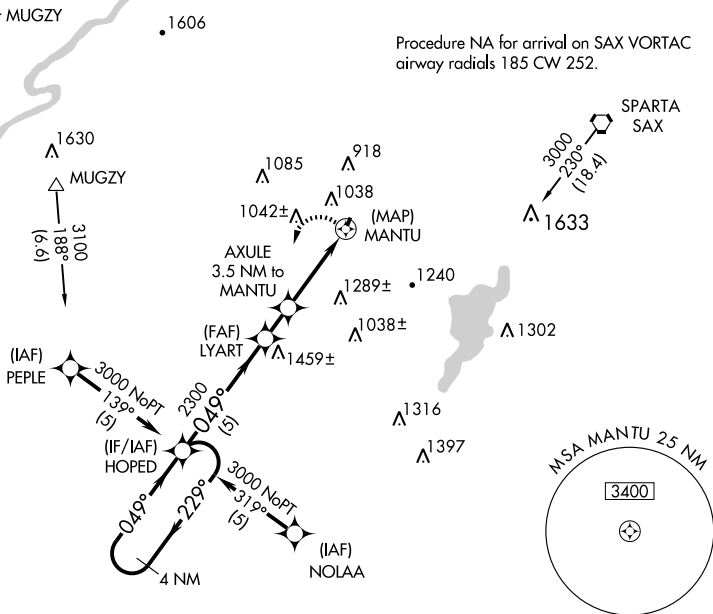 MUGZY
1606
Procedure NA for arrival on SAX VORTAC
airway radials 185 CW 252.
SPARTA
SAX
3000
230°
(18.4)
1630
MUGZY
1085
918
1038
1042±
(MAP)
MANTU
1633
3100
188°
(6.6)
AXULE
3.5 NM to
MANTU
1289±
1240
(FAF)
LYART
1038±
1302
1459±
(IAF)
PEPLE
3000 NoPT
139°
(5)
2300
049°
(5)
1316
1397
(IF/IAF)
HOPED
3000 NoPT
319°
(5)
049°
229°
4 NM
(IAF)
NOLAA
MSA MANTU 25 NM
3400